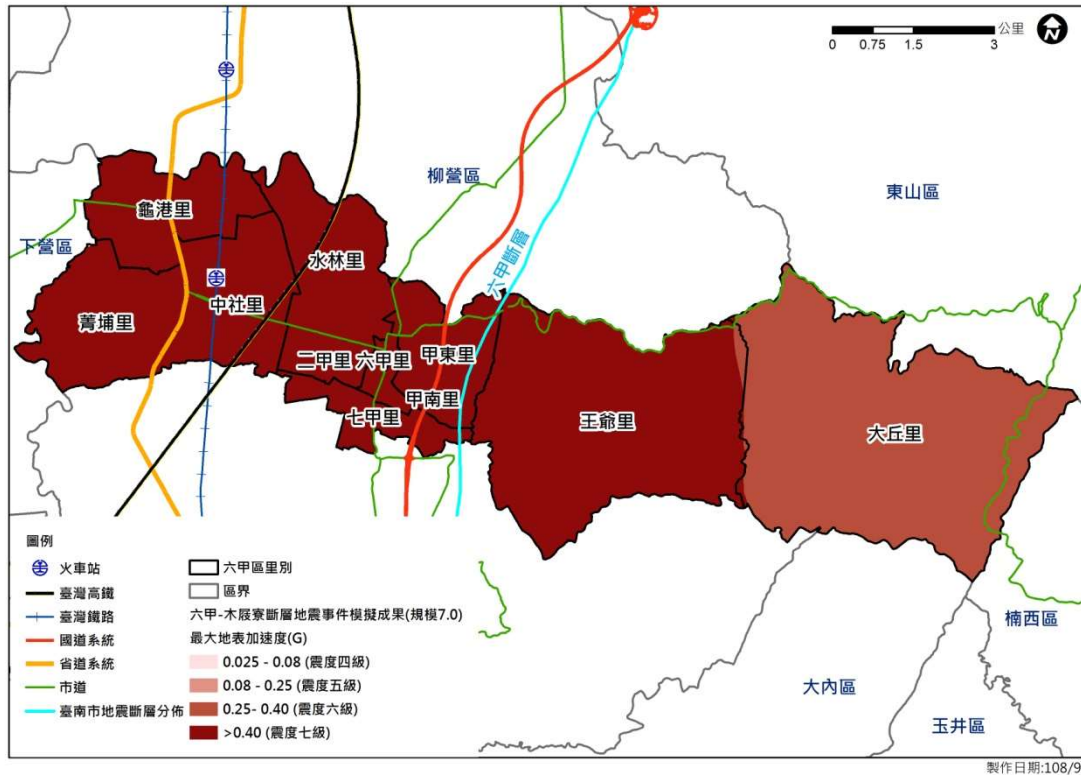 公里
0 0.75 1.5 3
N
柳營區
東山區
龜港里
下營區
水林里
六甲斷層
中社里
菁埔里
二甲里 六甲里
甲東里
甲南里
七甲里
王爺里
大丘里
圖例
火車站
臺灣高鐵
臺灣鐵路
國道系統
省道系統
市道
臺南市地震斷層分佈
六甲區里別
區界
六甲-木屐寮斷層地震事件模擬成果(規模7.0)
最大地表加速度(G)
0.025 - 0.08 (震度四級)
0.08 - 0.25 (震度五級)
0.25- 0.40 (震度六級)
>0.40 (震度七級)
楠西區
大內區
玉井區
製作日期:108/9